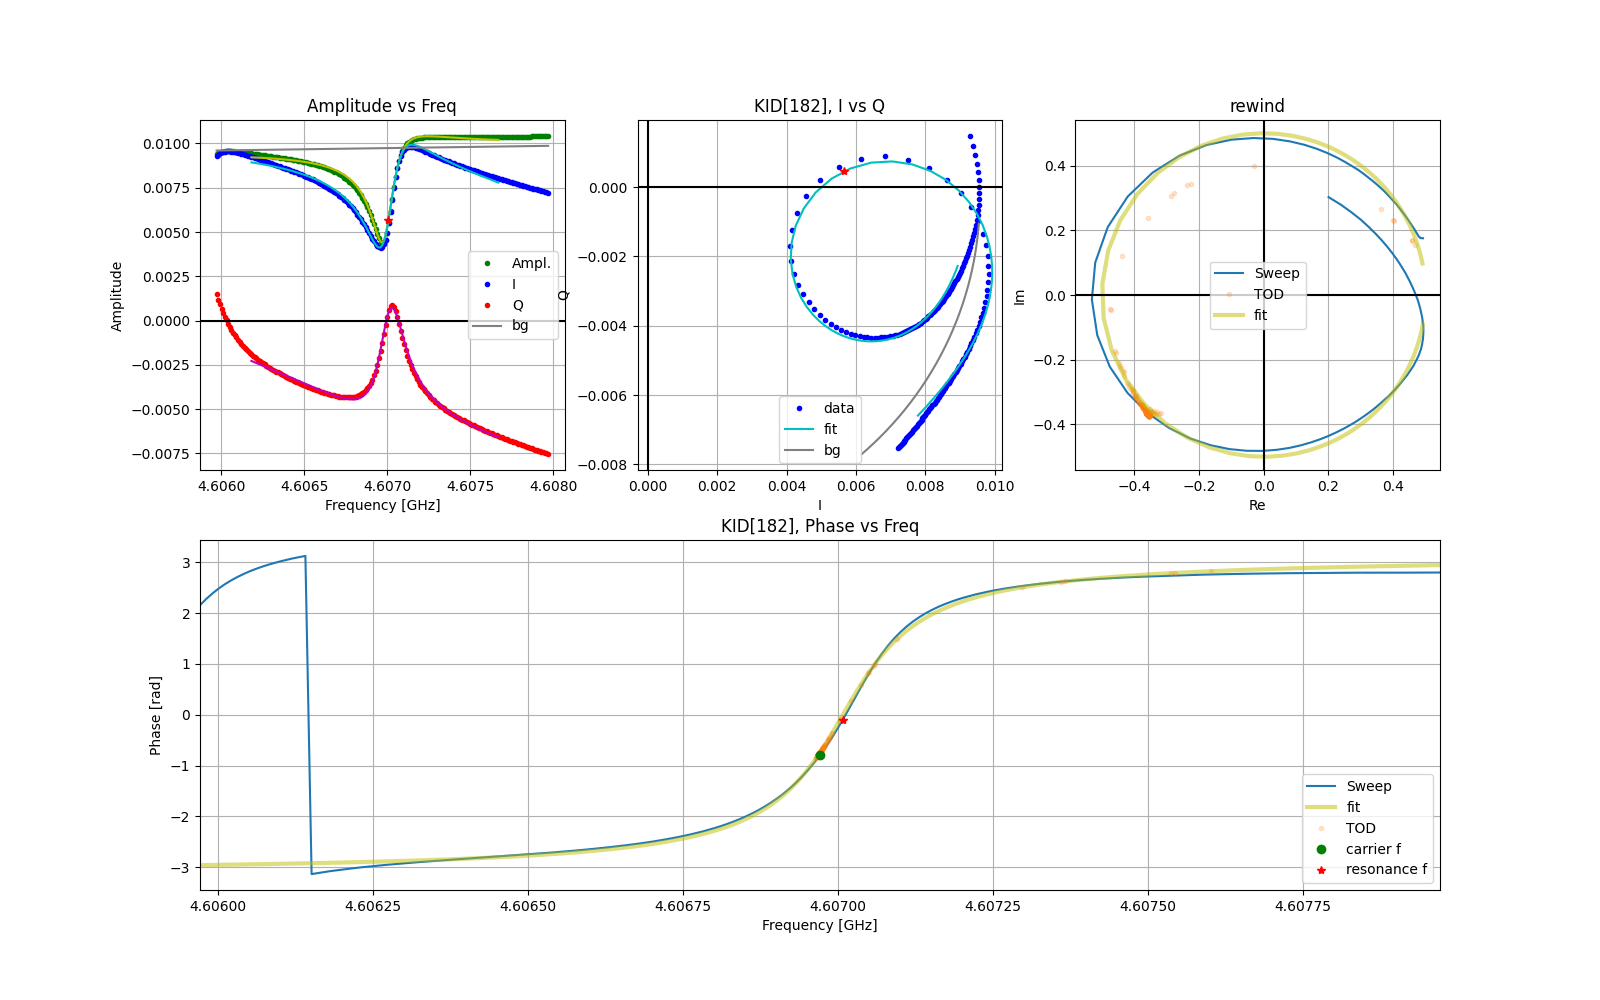 Amplitude vs Freq
Amplitude
0.0100
0.0075
0.0050
0.0025
0.0000
−0.0025
−0.0050
−0.0075
Ampl.
I
Q
bg
4.6060 4.6065 4.6070 4.6075 4.6080
Frequency [GHz]
KID[182], I vs Q
Q
0.000
−0.002
−0.004
−0.006
−0.008
data
fit
bg
0.000 0.002 0.004 0.006 0.008 0.010
I
rewind
Im
0.4
0.2
0.0
−0.2
−0.4
Sweep
TOD
fit
−0.4 −0.2 0.0 0.2 0.4
Re
KID[182], Phase vs Freq
Phase [rad]
3
2
1
0
−1
−2
−3
Sweep
fit
TOD
carrier f
resonance f
4.60600 4.60625 4.60650 4.60675 4.60700 4.60725 4.60750 4.60775
Frequency [GHz]